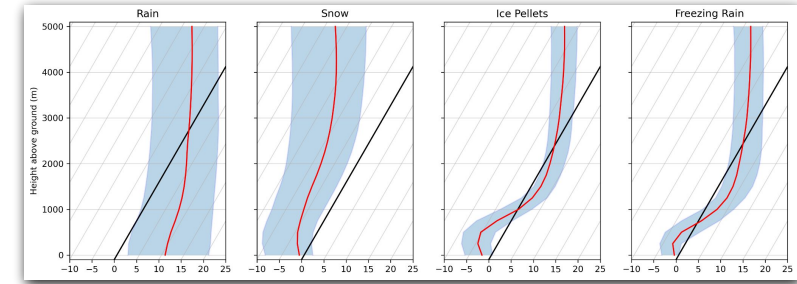 Rain
Snow
Ice Pellets
Freezing Rain
Height above ground (m)
5000
4000
3000
2000
1000
0
−10 −5 0 5 10 15 20 25
−10 −5 0 5 10 15 20 25
−10 −5 0 5 10 15 20 25
−10 −5 0 5 10 15 20 25